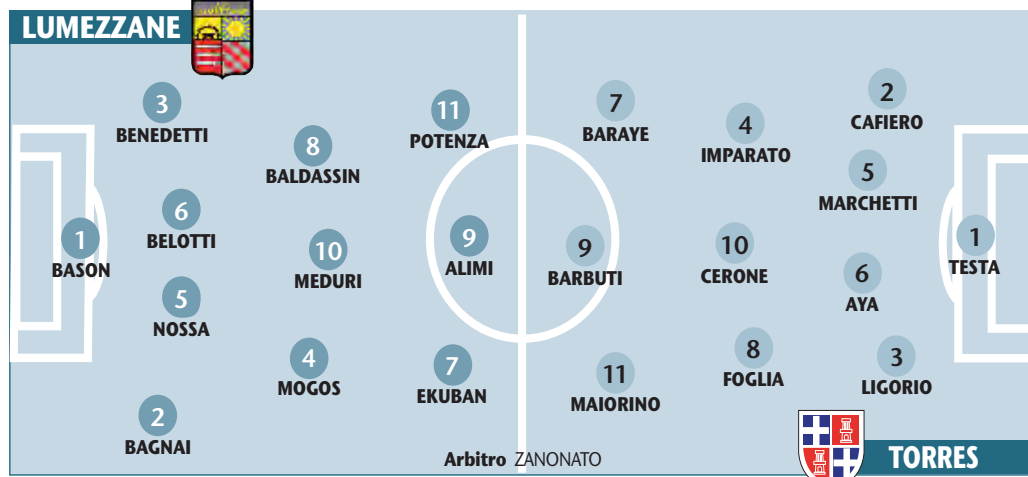 LUMEZZANE
3
BENEDETTI
8
BALDASSIN
11
POTENZA
6
BELOTTI
1
BASON
10
MEDURI
9
ALIMI
5
NOSSA
4
MOGOS
7
EKUBAN
2
BAGNAI
7
BARAYE
4
IMPARATO
2
CAFIERO
5
MARCHETTI
9
BARBUTI
10
CERONE
1
TESTA
6
AYA
11
MAIORINO
8
FOGLIA
3
LIGORIO
Arbitro ZANONATO
TORRES